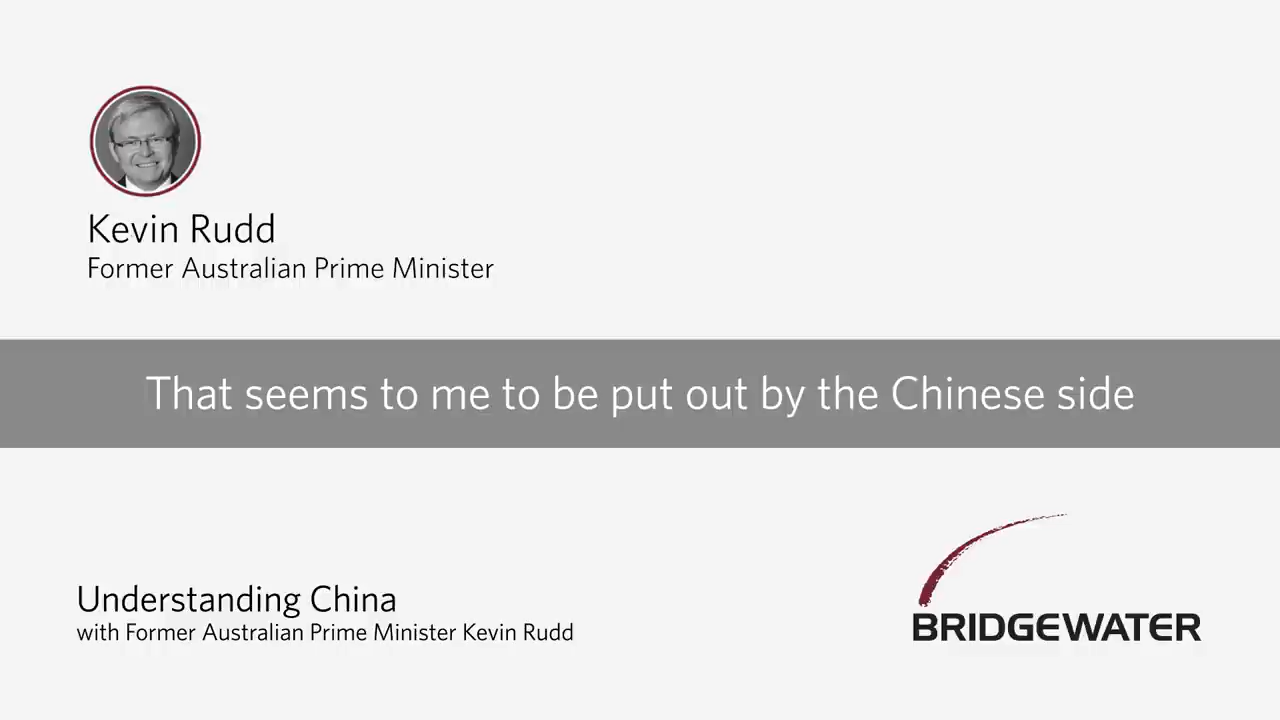 Kevin Rudd
Former Australian Prime Minister
That seems to me to be put out by the Chinese side
Understanding China
with Former Australian Prime Minister Kevin Rudd
BRIDGEWATER